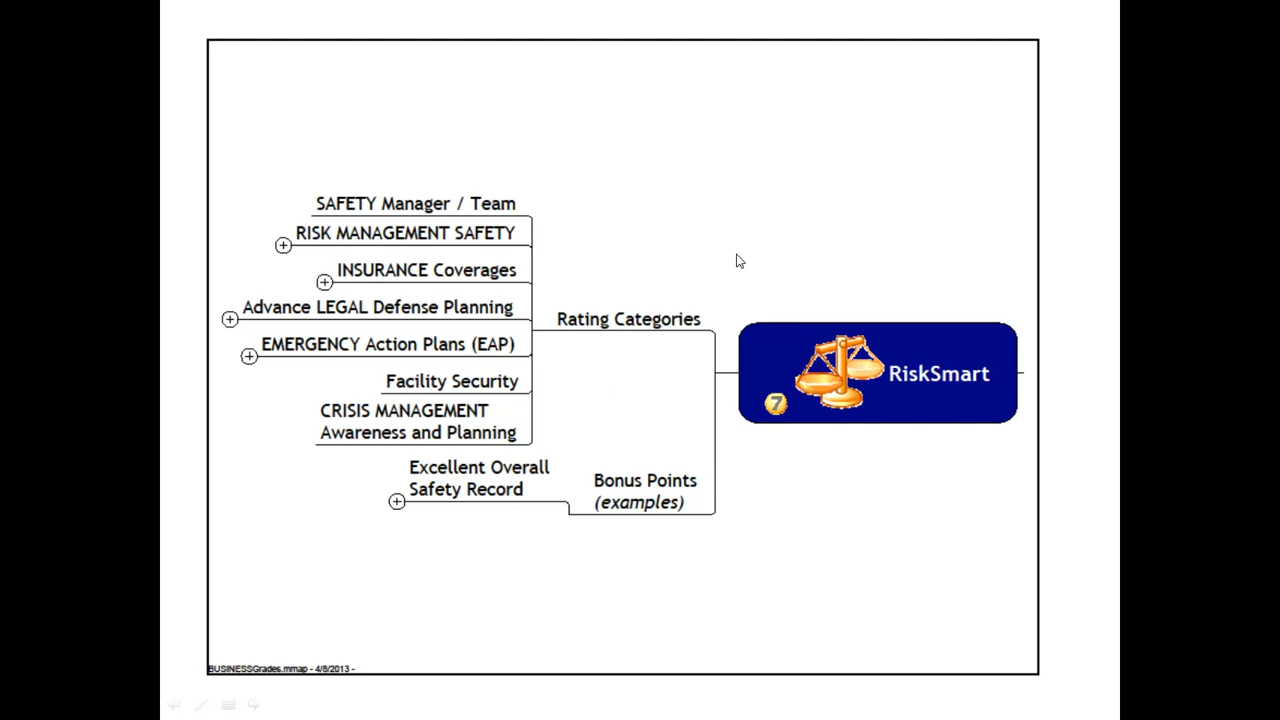 SAFETY Manager / Team
RISK MANAGEMENT SAFETY
INSURANCE Coverages
Advance LEGAL Defense Planning
EMERGENCY Action Plans (EAP)
Facility Security
CRISIS MANAGEMENT
Awareness and Planning
Rating Categories
Excellent Overall
Safety Record
Bonus Points
(examples)
7
RiskSmart
BUSINESSGrades.mmap - 4/8/2013 -